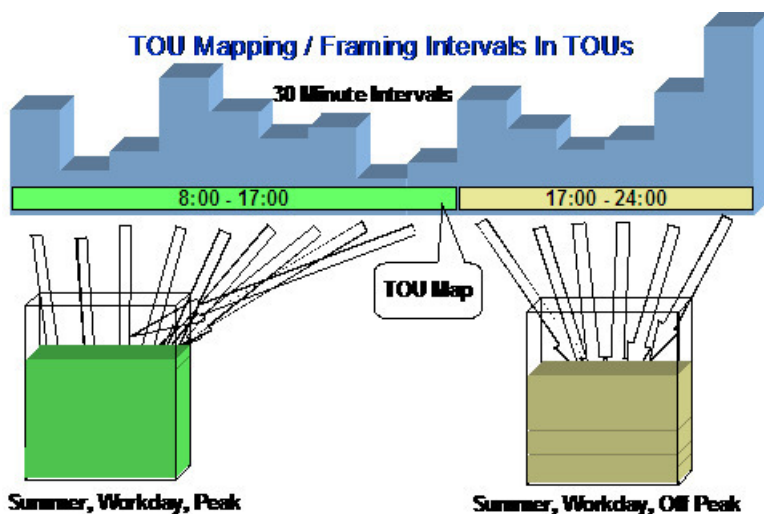 TOU Mapping / Framing Intervals In TOUs
30 Minute Intervals
8:00 - 17:00
17:00 - 24:00
TOU Map
Summer, Workday, Peak
Summer, Workday, Off Peak